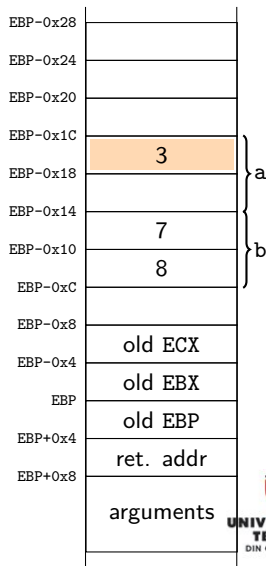 EBP-0x28
EBP-0x24
EBP-0x20
EBP-0x1C
3
EBP-0x18
a
EBP-0x14
7
EBP-0x10
b
8
EBP-0xC
EBP-0x8
old ECX
EBP-0x4
old EBX
EBP
old EBP
EBP+0x4
ret. addr
EBP+0x8
arguments
UNIV
TE
DIN